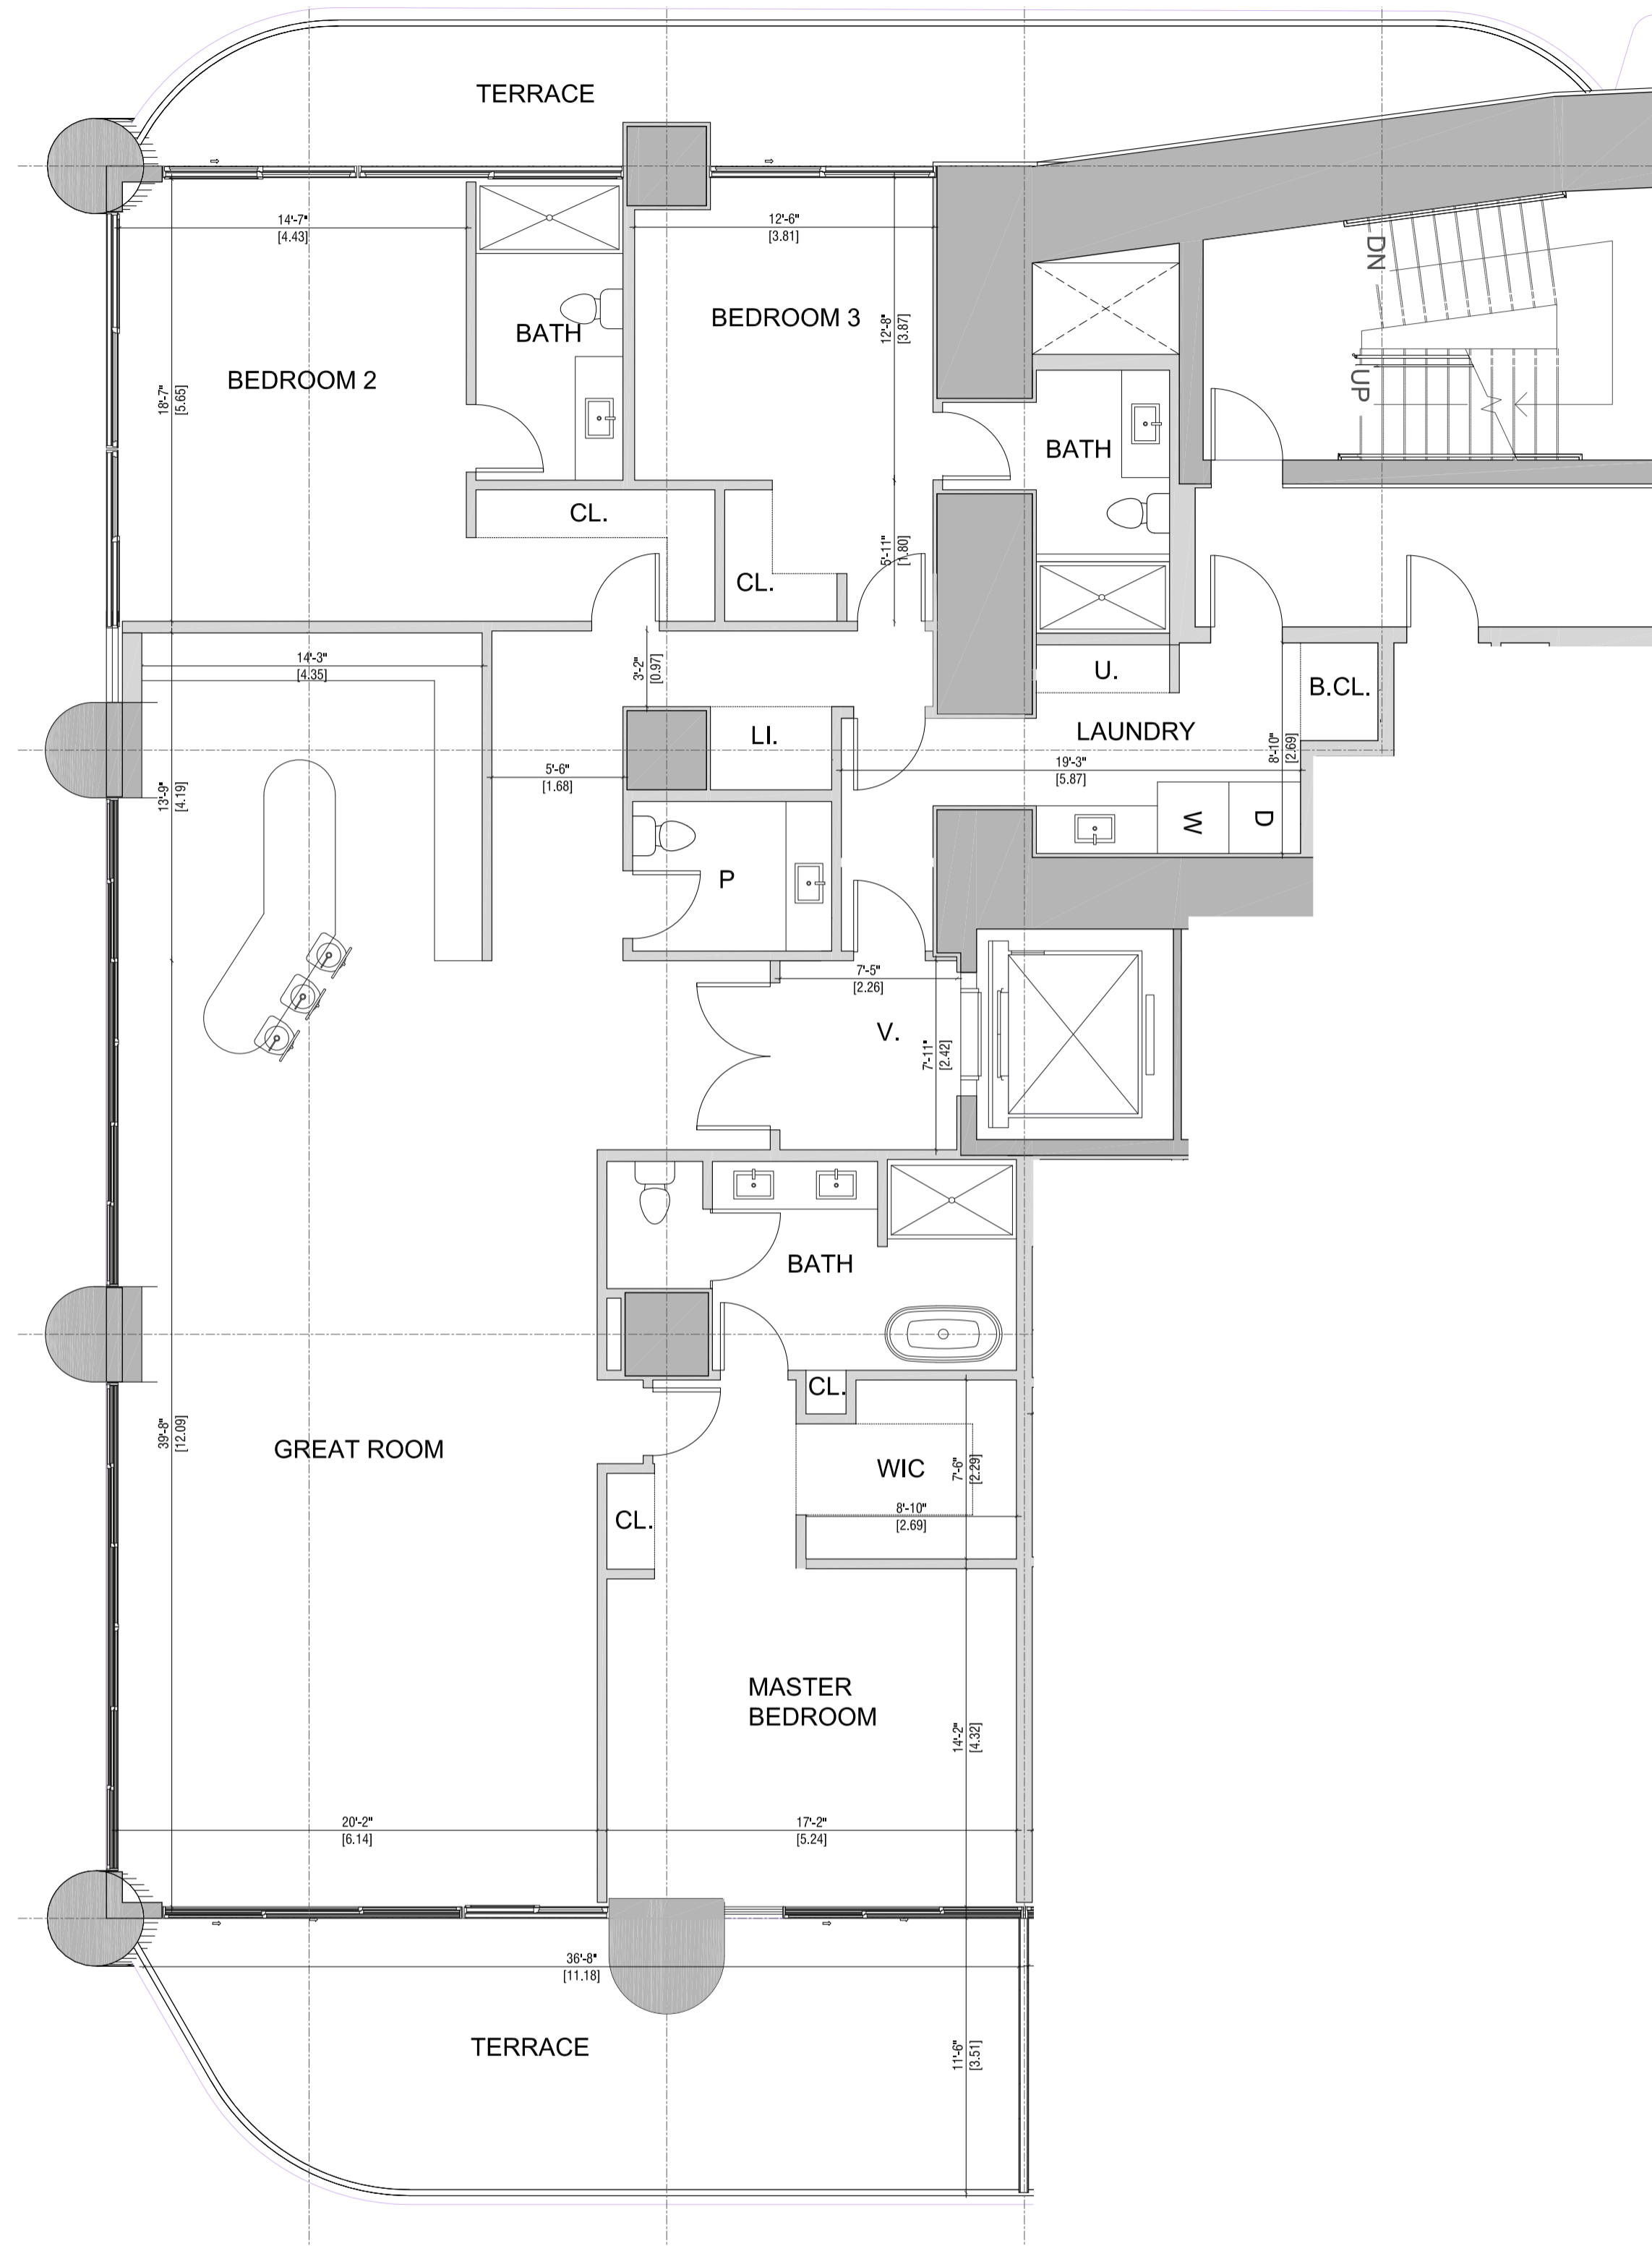 TERRACE
14'-7"
[4.43]
12'-6"
[3.81]
DN
BEDROOM 3
12'-8"
[3.87]
BATH
BEDROOM 2
18'-7"
[5.65]
UP
BATH
CL.
5'-11"
[1.80]
CL.
14'-3"
[4.35]
3'-2"
[0.97]
U.
B.CL.
LI.
LAUNDRY
8'-10"
[2.69]
5'-6"
[1.68]
19'-3"
[5.87]
13'-9"
[4.19]
W
D
P
7'-5"
[2.26]
V.
7'-11"
[2.42]
BATH
CL.
GREAT ROOM
39'-8"
[12.09]
WIC
7'-6"
[2.29]
8'-10"
[2.69]
CL.
MASTER
BEDROOM
14'-2"
[4.32]
20'-2"
[6.14]
17'-2"
[5.24]
36'-8"
[11.18]
TERRACE
11'-6"
[3.51]